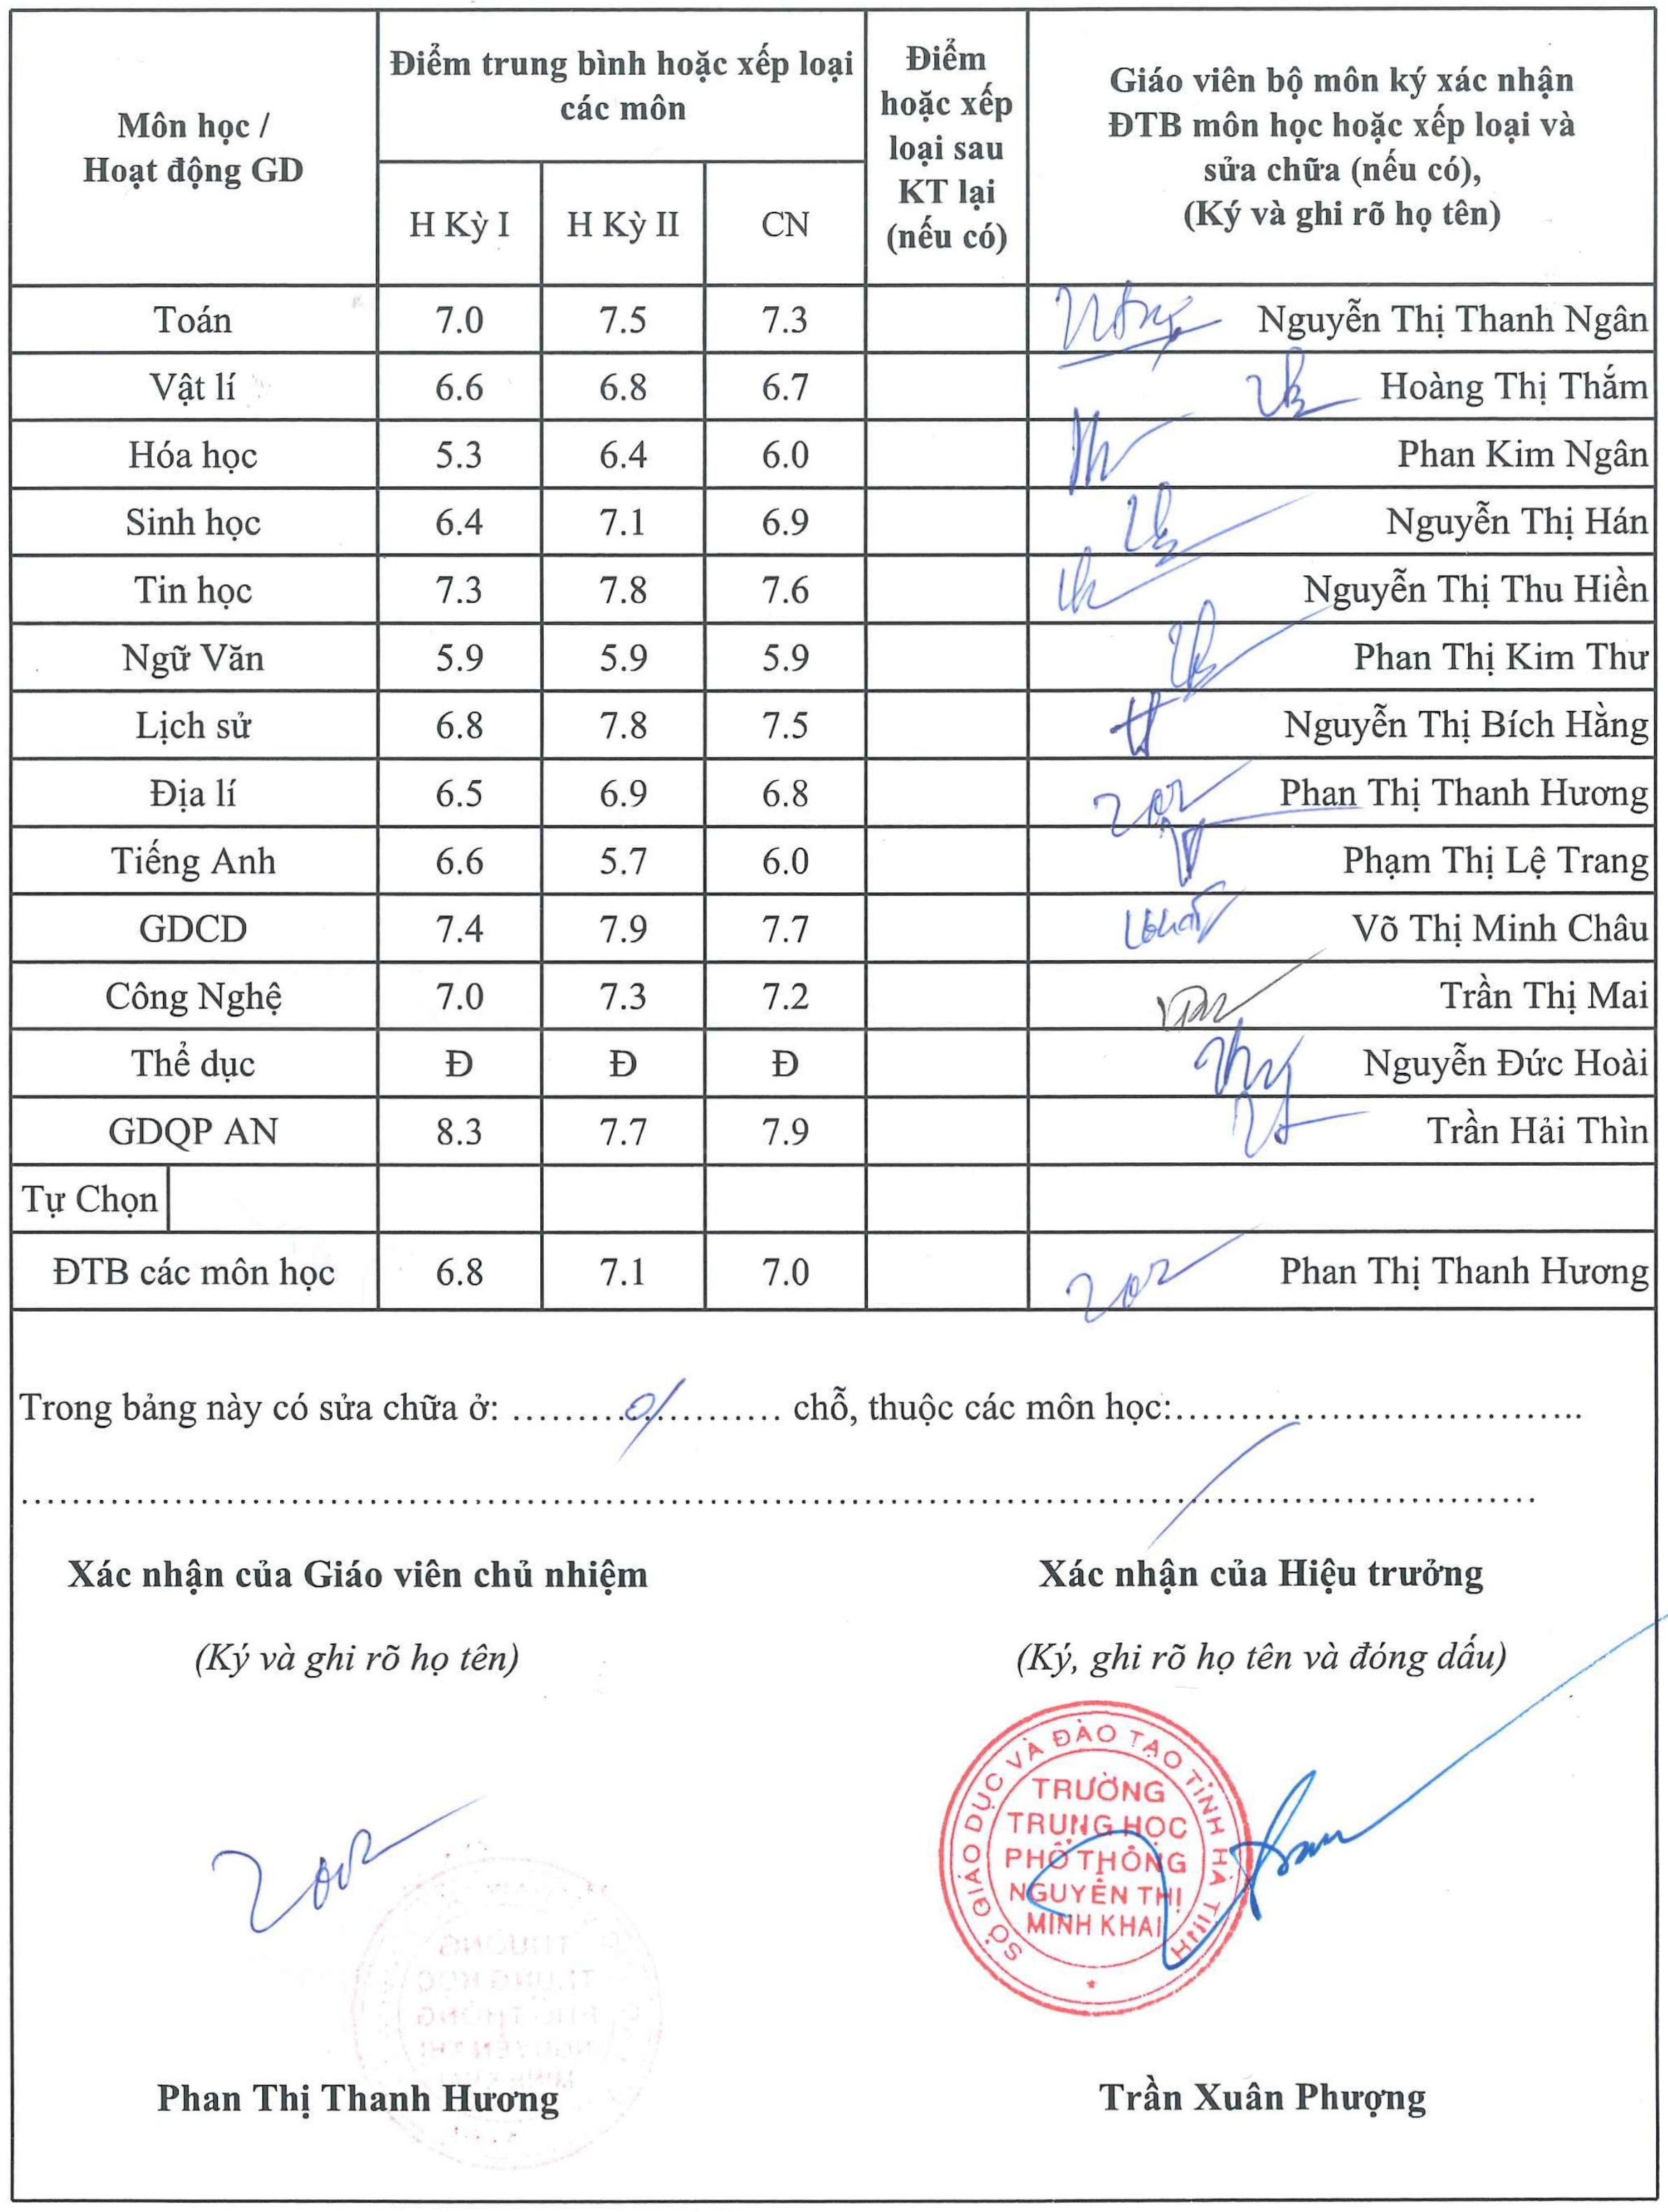 Môn học /
Hoạt động GD
Điểm trung bình hoặc xếp loại
các môn
H Kỳ I H Kỳ II CN
Điểm
hoặc xếp
loại sau
KT lại
(nếu có)
Giáo viên bộ môn ký xác nhận
ĐTB môn học hoặc xếp loại và
sửa chữa (nếu có),
(Ký và ghi rõ họ tên)
Toán 7.0 7.5 7.3 Nguyễn Thị Thanh Ngân
Vật lí 6.6 6.8 6.7 Hoàng Thị Thắm
Hóa học 5.3 6.4 6.0 Phan Kim Ngân
Sinh học 6.4 7.1 6.9 Nguyễn Thị Hán
Tin học 7.3 7.8 7.6 Nguyễn Thị Thu Hiền
Ngữ Văn 5.9 5.9 5.9 Phan Thị Kim Thư
Lịch sử 6.8 7.8 7.5 Nguyễn Thị Bích Hằng
Địa lí 6.5 6.9 6.8 Phan Thị Thanh Hương
Tiếng Anh 6.6 5.7 6.0 Phạm Thị Lệ Trang
GDCD 7.4 7.9 7.7 Võ Thị Minh Châu
Công Nghệ 7.0 7.3 7.2 Trần Thị Mai
Thể dục Đ Đ Đ Nguyễn Đức Hoài
GDQP AN 8.3 7.7 7.9 Trần Hải Thìn
Tự Chọn
ĐTB các môn học 6.8 7.1 7.0 Phan Thị Thanh Hương
Trong bảng này có sửa chữa ở: .......0....... chỗ, thuộc các môn học:...............................
Xác nhận của Giáo viên chủ nhiệm
(Ký và ghi rõ họ tên)
Xác nhận của Hiệu trưởng
(Ký, ghi rõ họ tên và đóng dấu)
SỞ GIÁO DỤC VÀ ĐÀO TẠO TỈNH HÀ TĨNH
TRƯỜNG
TRUNG HỌC
PHỔ THÔNG
NGUYỄN THỊ
MINH KHAI
Phan Thị Thanh Hương
Trần Xuân Phượng